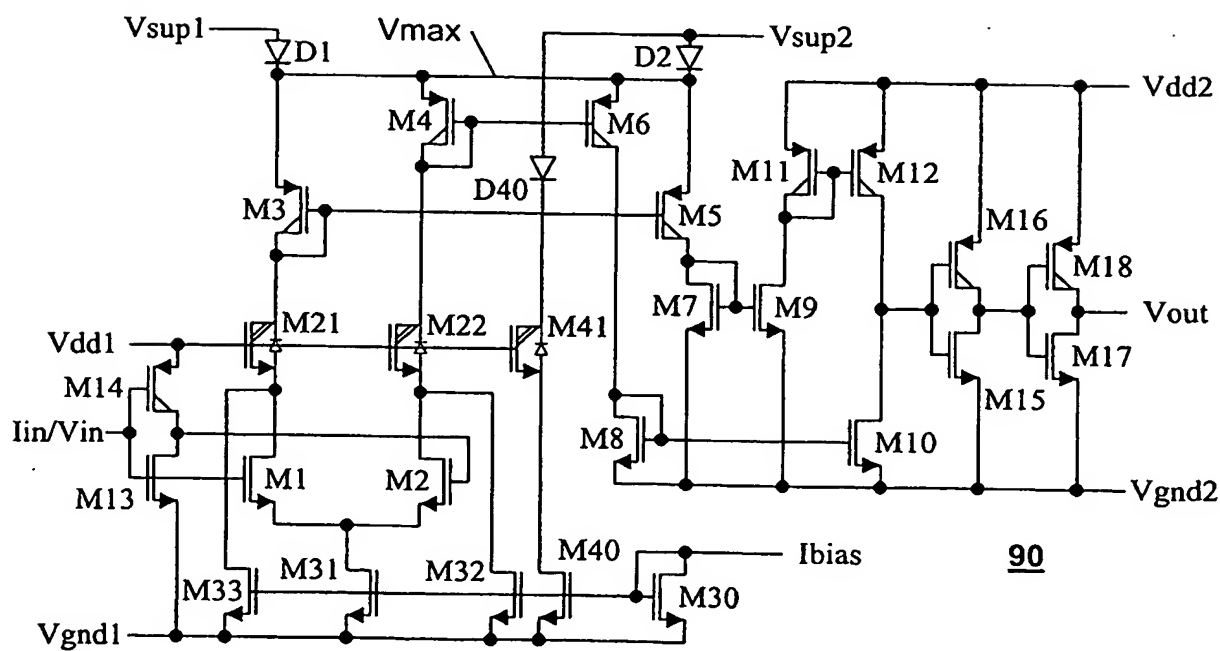 Vsup1
D1
Vmax
D2
Vsup2
Vdd2
M4
M6
M11
M12
D40
M3
M5
M16
M18
M7
M9
Vdd1
M21
M22
M41
Vout
M14
M17
M15
Iin/Vin
M8
M10
M13
M1
M2
Vgnd2
M40
Ibias
90
M33
M31
M32
M30
Vgnd1